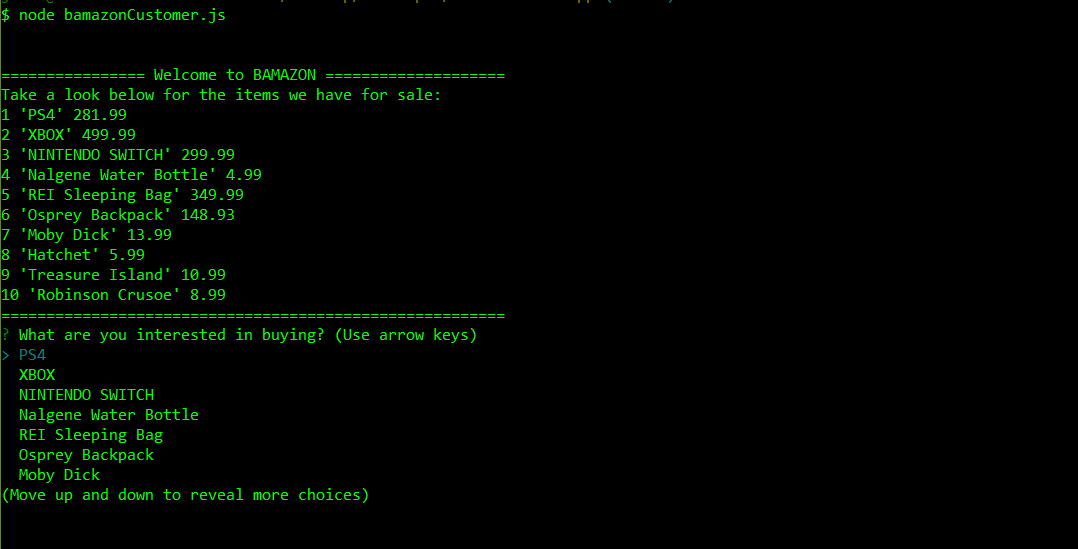 $ node bamazonCustomer.js
================ Welcome to BAMAZON ====================
Take a look below for the items we have for sale:
1 'PS4' 281.99
2 'XBOX' 499.99
3 'NINTENDO SWITCH' 299.99
4 'Nalgene Water Bottle' 4.99
5 'REI Sleeping Bag' 349.99
6 'Osprey Backpack' 148.93
7 'Moby Dick' 13.99
8 'Hatchet' 5.99
9 'Treasure Island' 10.99
10 'Robinson Crusoe' 8.99
========================================================
? What are you interested in buying? (Use arrow keys)
> PS4
  XBOX
  NINTENDO SWITCH
  Nalgene Water Bottle
  REI Sleeping Bag
  Osprey Backpack
  Moby Dick
(Move up and down to reveal more choices)